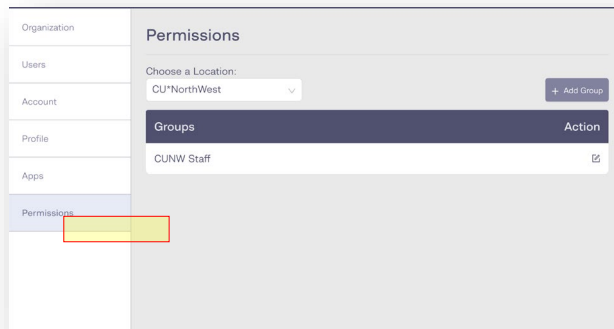 Organization
Users
Account
Profile
Apps
Permissions
Permissions
Choose a Location:
CU*NorthWest
+ Add Group
Groups Action
CUNW Staff